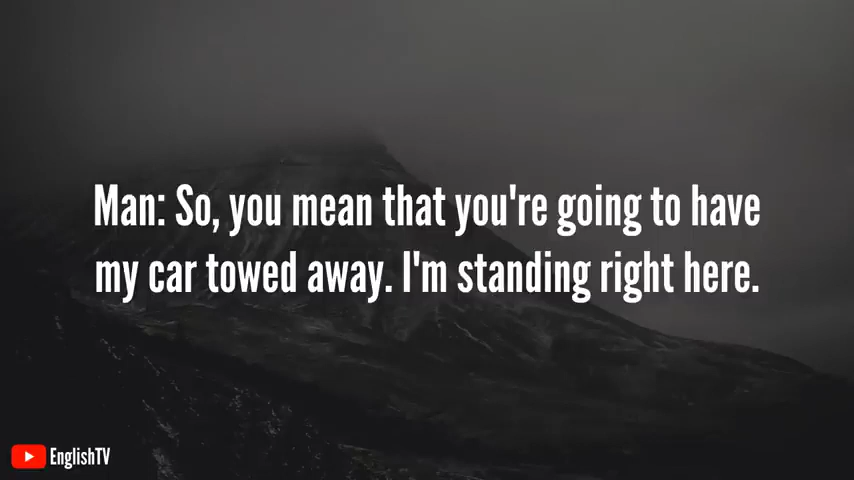 Man: So, you mean that you're going to have
my car towed away. I'm standing right here.
EnglishTV